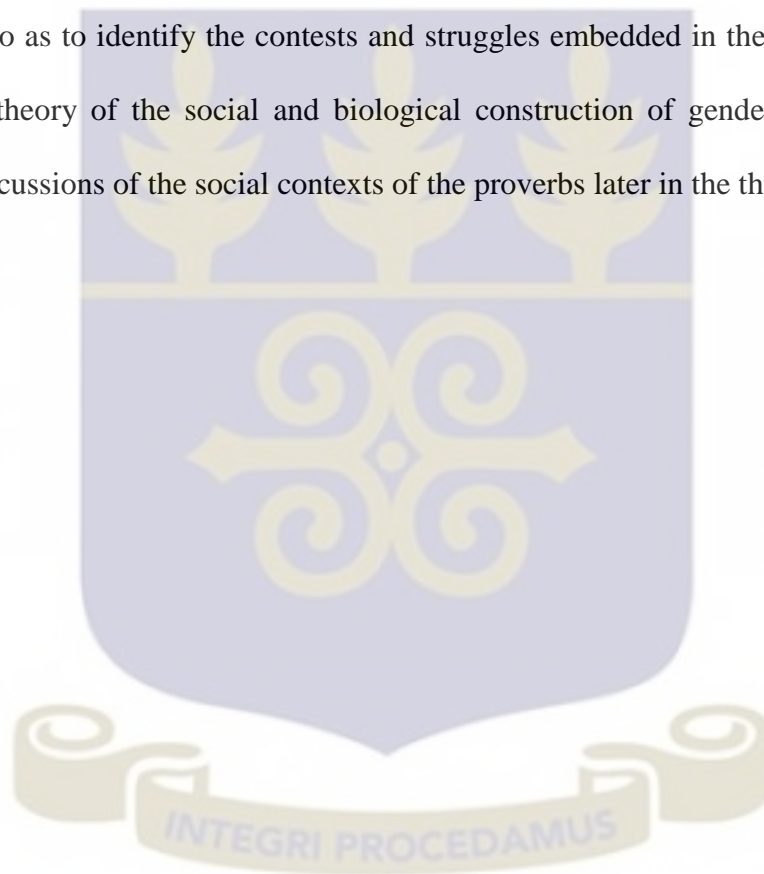 o as to identify the contests and struggles embedded in the
theory of the social and biological construction of gende
cussions of the social contexts of the proverbs later in the th
INTEGRI PROCEDAMUS